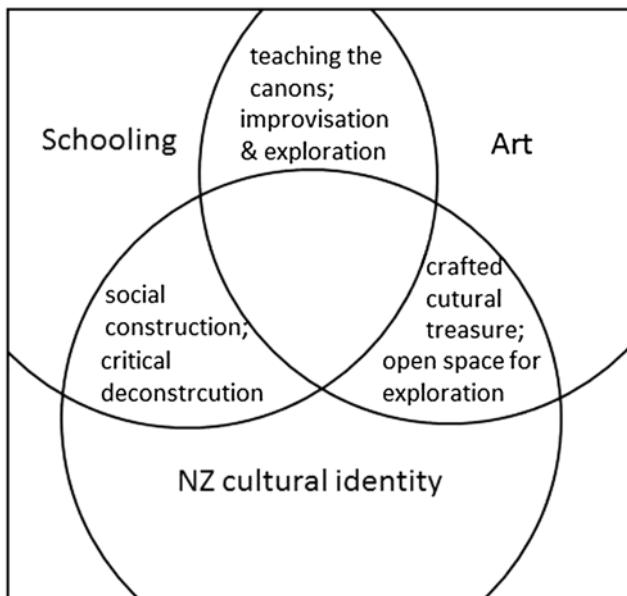 teaching the
canons;
improvisation
& exploration
Schooling
Art
social
construction;
critical
deconstrcution
crafted
cutural
treasure;
open space for
exploration
NZ cultural identity